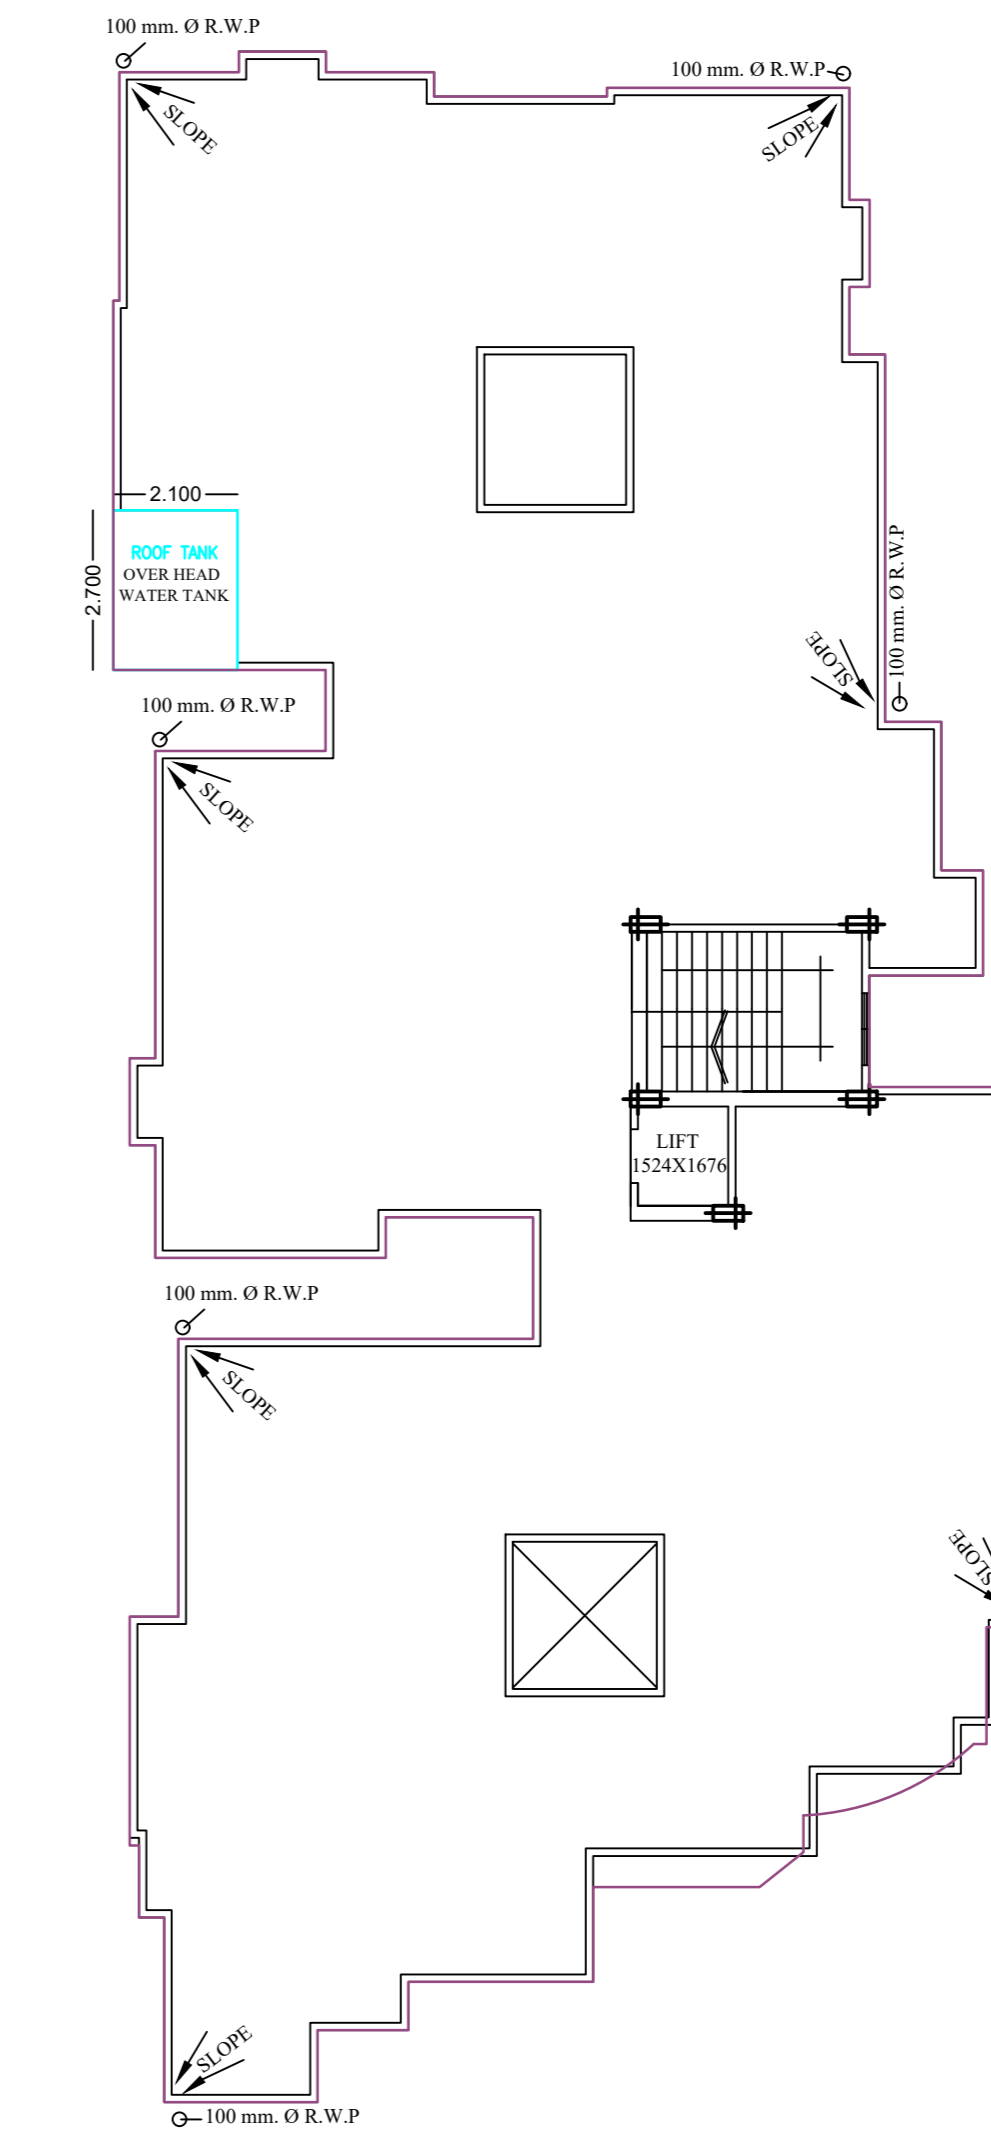 100 mm. Ø R.W.P
100 mm. Ø R.W.P
SLOPE
SLOPE
2.100
2.700
ROOF TANK
OVER HEAD
WATER TANK
100 mm. Ø R.W.P
SLOPE
100 mm. Ø R.W.P
SLOPE
LIFT
1524X1676
100 mm. Ø R.W.P
SLOPE
SLOPE
SLOPE
100 mm. Ø R.W.P